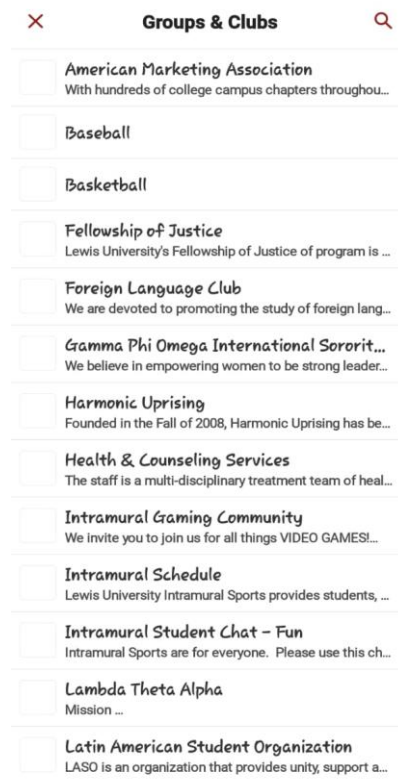 Groups & Clubs
American Marketing Association
With hundreds of college campus chapters throughou...
Baseball
Basketball
Fellowship of Justice
Lewis University's Fellowship of Justice of program is ...
Foreign Language Club
We are devoted to promoting the study of foreign lang...
Gamma Phi Omega International Sororit...
We believe in empowering women to be strong leader...
Harmonic Uprising
Founded in the Fall of 2008, Harmonic Uprising has be...
Health & Counseling Services
The staff is a multi-disciplinary treatment team of heal...
Intramural Gaming Community
We invite you to join us for all things VIDEO GAMES!...
Intramural Schedule
Lewis University Intramural Sports provides students, ...
Intramural Student Chat - Fun
Intramural Sports are for everyone. Please use this ch...
Lambda Theta Alpha
Mission ...
Latin American Student Organization
LASO is an organization that provides unity, support a...